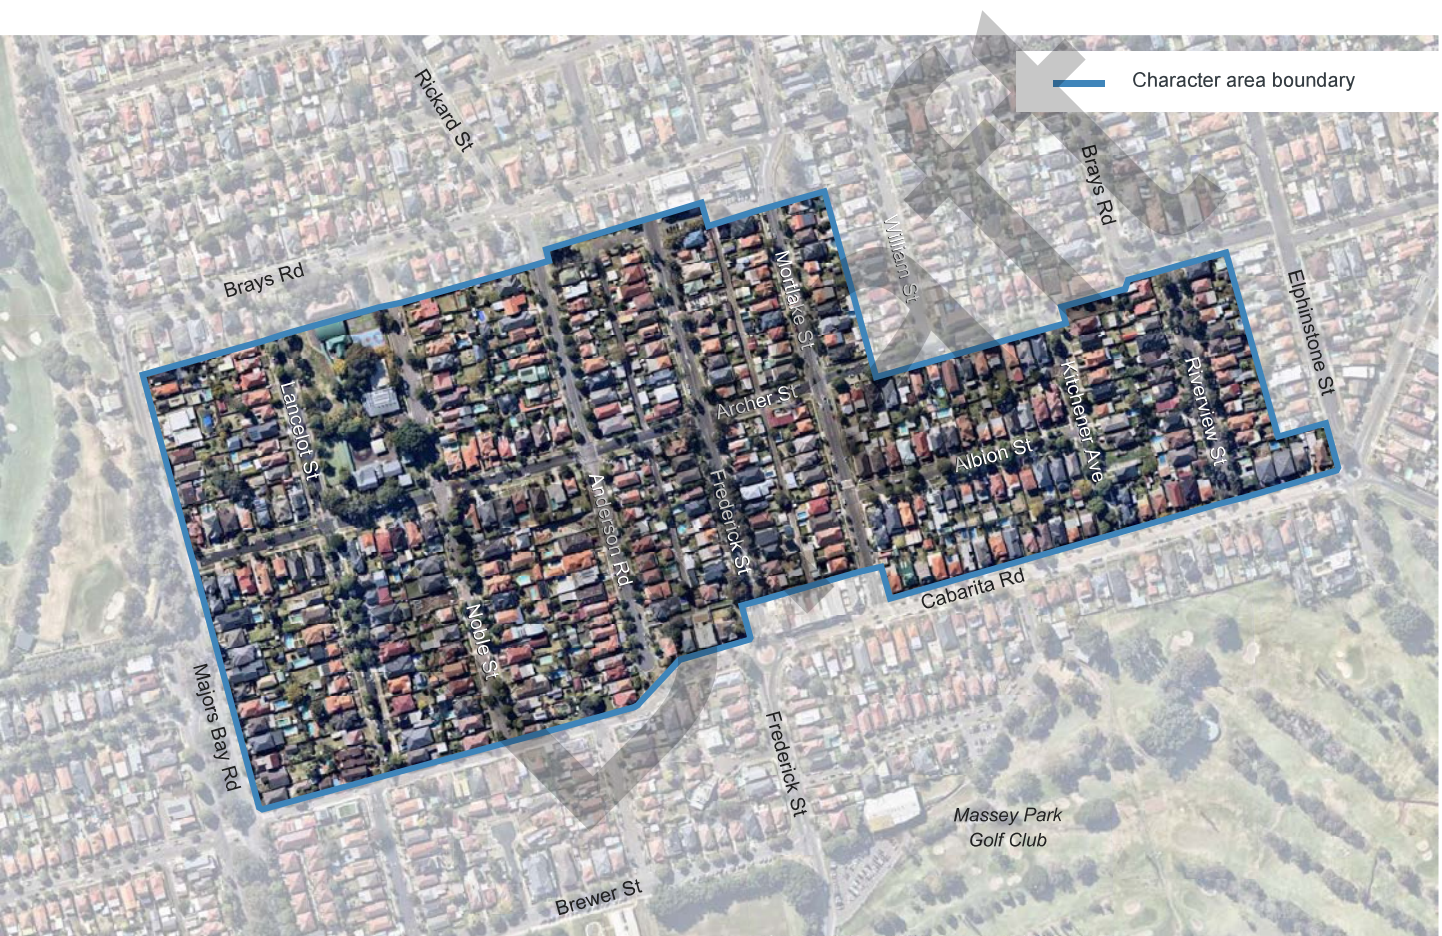 Character area boundary
Rickard St
Brays Rd
William St
Brays Rd
Mortlake St
Elphinstone St
Lancelot St
Archer St
Kitchener Ave
Riverview St
Albion St
Anderson Rd
Frederick St
Noble St
Cabarita Rd
Majors Bay Rd
Frederick St
Massey Park
Golf Club
Brewer St